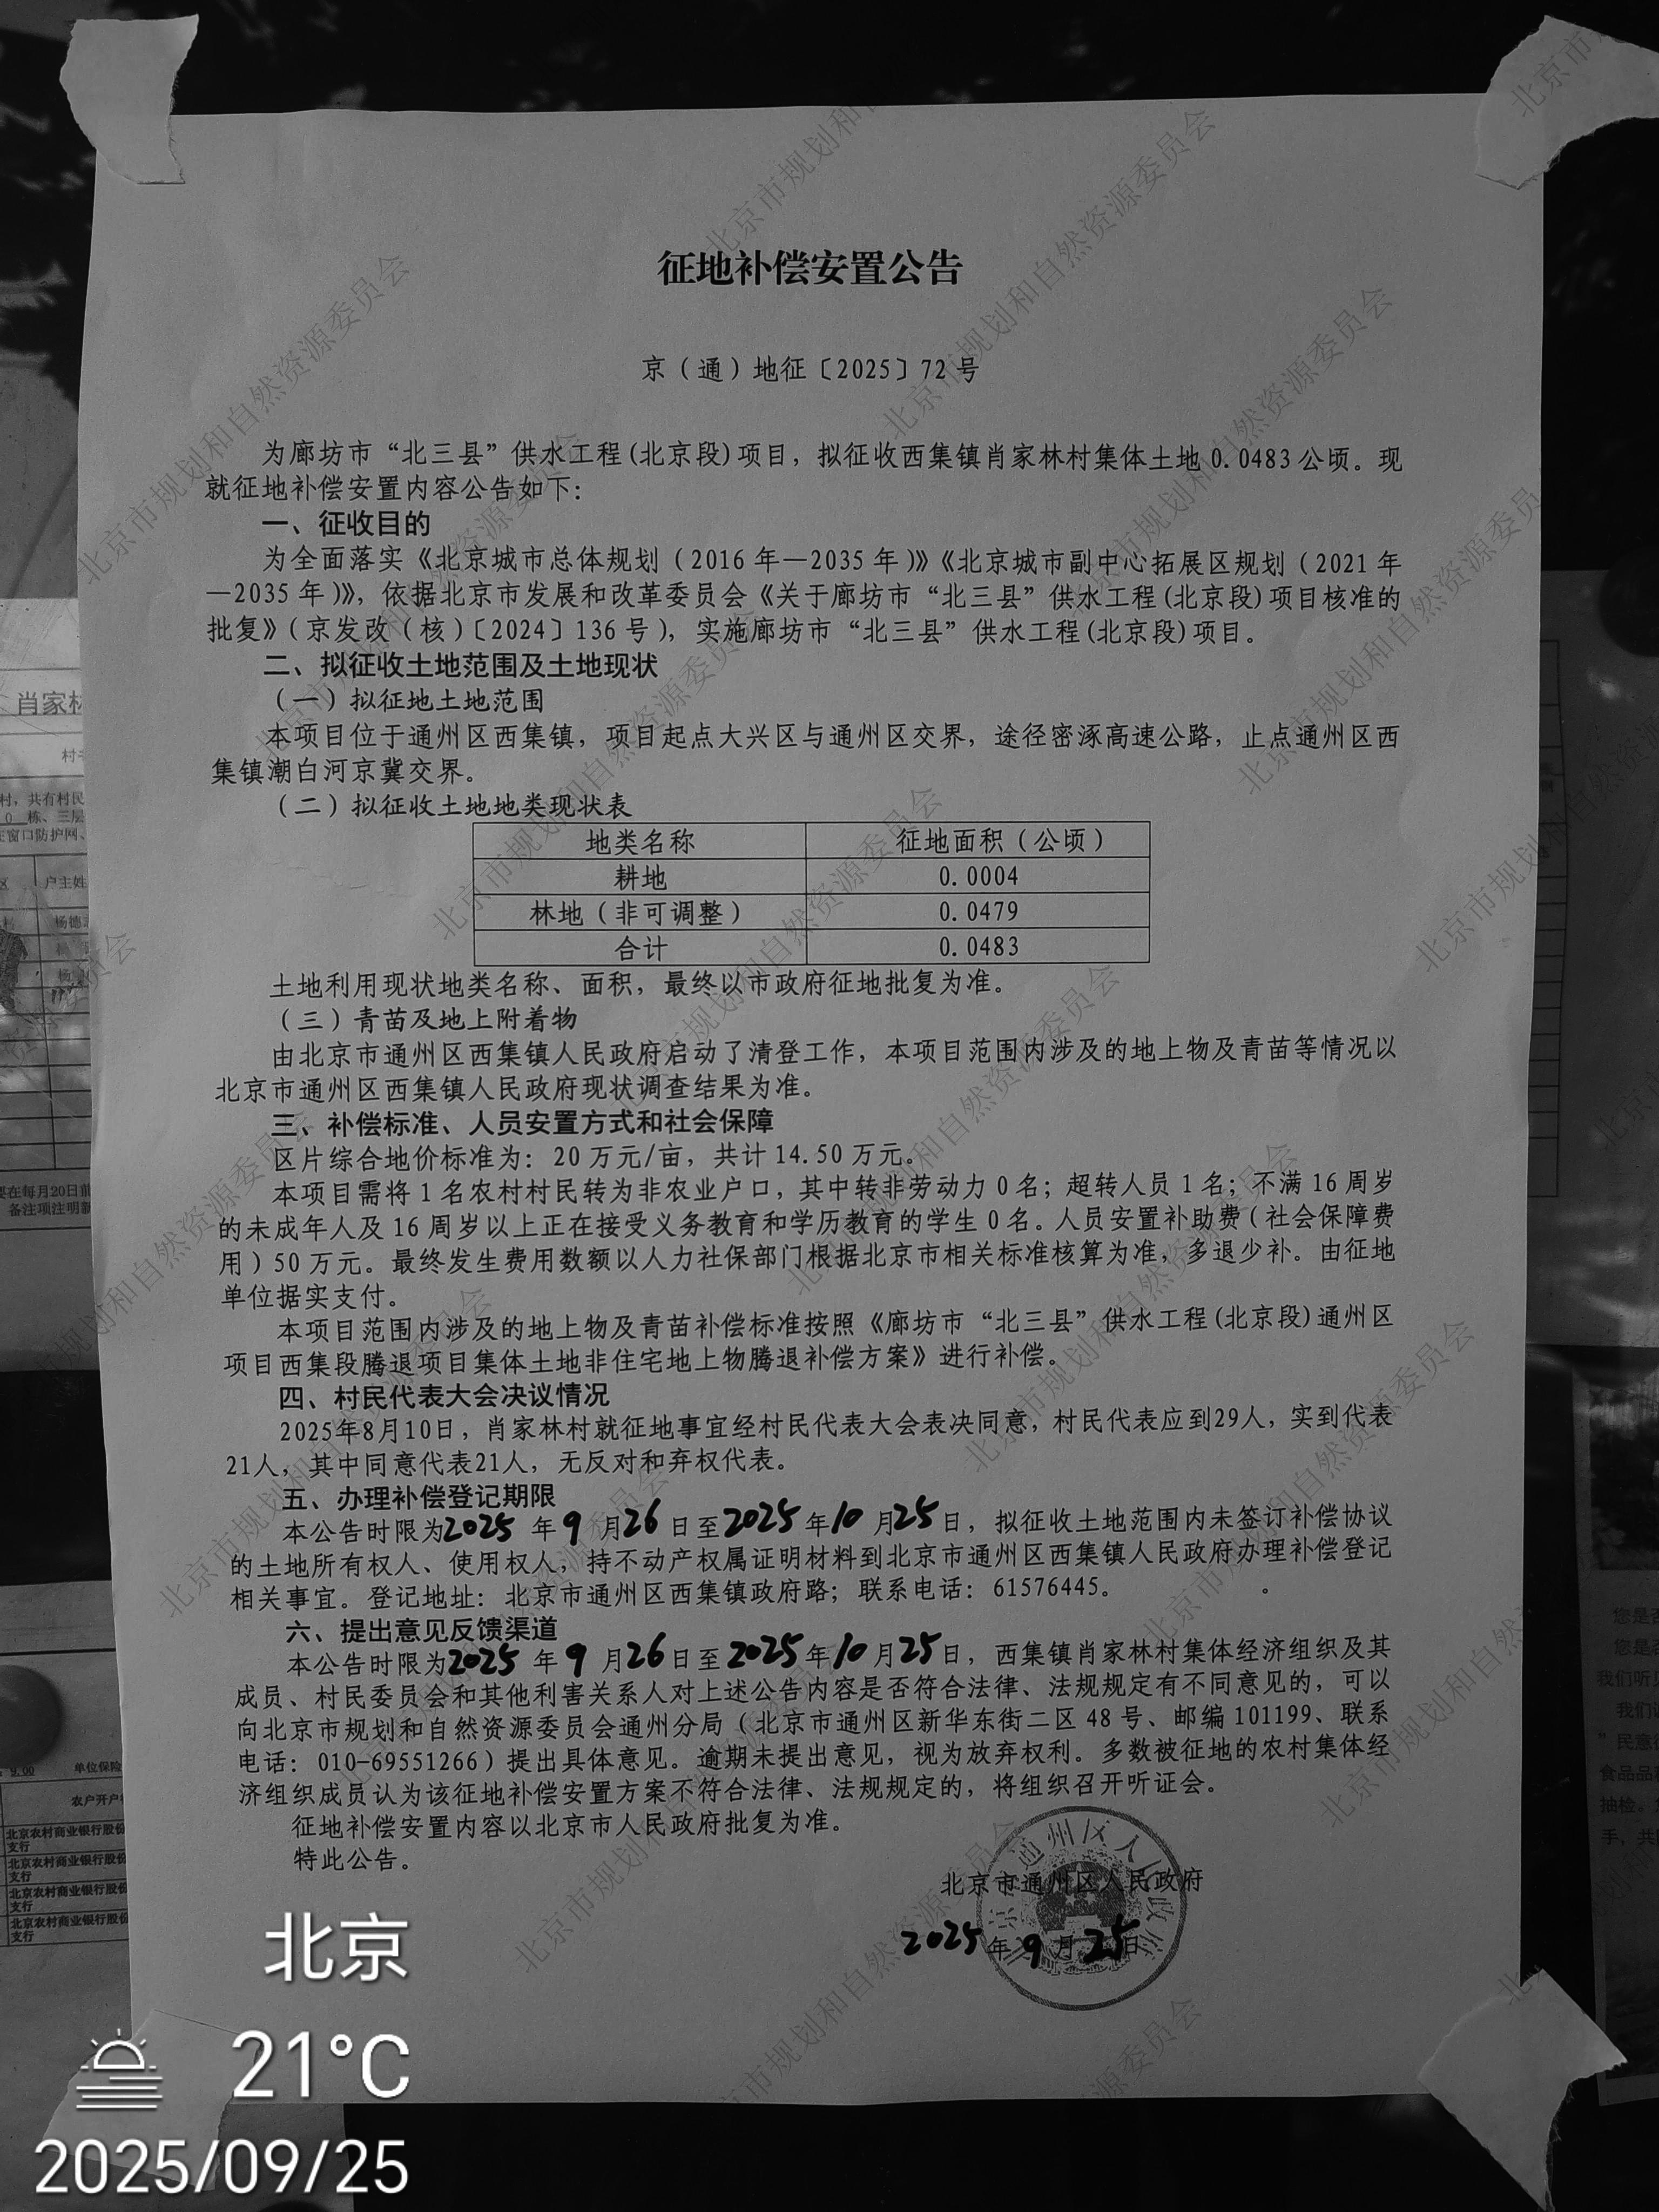 征地补偿安置公告
京（通）地征〔2025〕72号
为廊坊市“北三县”供水工程(北京段)项目，拟征收西集镇肖家林村集体土地0.0483公顷。现
就征地补偿安置内容公告如下：
一、征收目的
为全面落实《北京城市总体规划（2016年—2035年）》《北京城市副中心拓展区规划（2021年
—2035年）》，依据北京市发展和改革委员会《关于廊坊市“北三县”供水工程(北京段)项目核准的
批复》（京发改（核）〔2024〕136号），实施廊坊市“北三县”供水工程(北京段)项目。
二、拟征收土地范围及土地现状
（一）拟征地土地范围
本项目位于通州区西集镇，项目起点大兴区与通州区交界，途径密涿高速公路，止点通州区西
集镇潮白河京冀交界。
（二）拟征收土地地类现状表
地类名称 征地面积（公顷）
耕地 0.0004
林地（非可调整） 0.0479
合计 0.0483
土地利用现状地类名称、面积，最终以市政府征地批复为准。
（三）青苗及地上附着物
由北京市通州区西集镇人民政府启动了清登工作，本项目范围内涉及的地上物及青苗等情况以
北京市通州区西集镇人民政府现状调查结果为准。
三、补偿标准、人员安置方式和社会保障
区片综合地价标准为：20万元/亩，共计14.50万元。
本项目需将1名农村村民转为非农业户口，其中转非劳动力0名；超转人员1名；不满16周岁
的未成年人及16周岁以上正在接受义务教育和学历教育的学生0名。人员安置补助费（社会保障费
用）50万元。最终发生费用数额以人力社保部门根据北京市相关标准核算为准，多退少补。由征地
单位据实支付。
本项目范围内涉及的地上物及青苗补偿标准按照《廊坊市“北三县”供水工程(北京段)通州区
项目西集段腾退项目集体土地非住宅地上物腾退补偿方案》进行补偿。
四、村民代表大会决议情况
2025年8月10日，肖家林村就征地事宜经村民代表大会表决同意，村民代表应到29人，实到代表
21人，其中同意代表21人，无反对和弃权代表。
五、办理补偿登记期限
本公告时限为2025年9月26日至2025年10月25日，拟征收土地范围内未签订补偿协议
的土地所有权人、使用权人，持不动产权属证明材料到北京市通州区西集镇人民政府办理补偿登记
相关事宜。登记地址：北京市通州区西集镇政府路；联系电话：61576445。
六、提出意见反馈渠道
本公告时限为2025年9月26日至2025年10月25日，西集镇肖家林村集体经济组织及其
成员、村民委员会和其他利害关系人对上述公告内容是否符合法律、法规规定有不同意见的，可以
向北京市规划和自然资源委员会通州分局（北京市通州区新华东街二区48号、邮编101199、联系
电话：010-69551266）提出具体意见。逾期未提出意见，视为放弃权利。多数被征地的农村集体经
济组织成员认为该征地补偿安置方案不符合法律、法规规定的，将组织召开听证会。
征地补偿安置内容以北京市人民政府批复为准。
特此公告。
北京市通州区人民政府
2025年9月25日
北京
21°C
2025/09/25
北京市规划和自然资源委员会